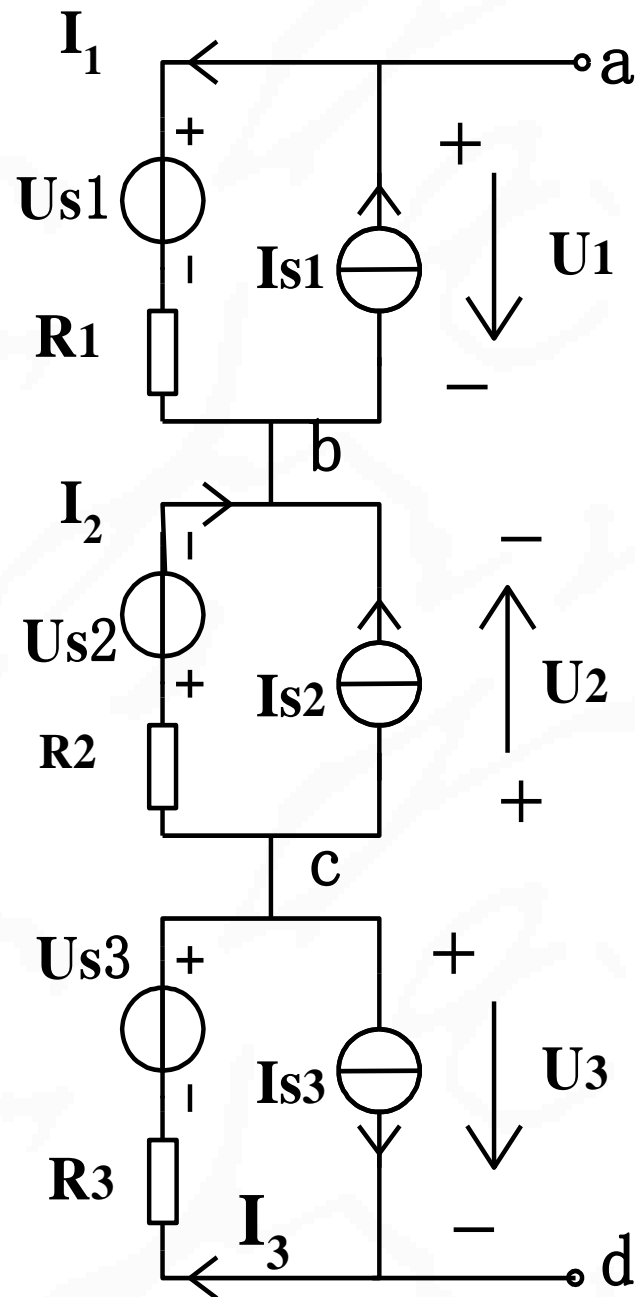 I1
a
+
Us1
−
Is1
U1
R1
−
b
I2
−
−
Us2
+
Is2
U2
R2
+
c
Us3
+
+
Is3
U3
−
R3
I3
−
d